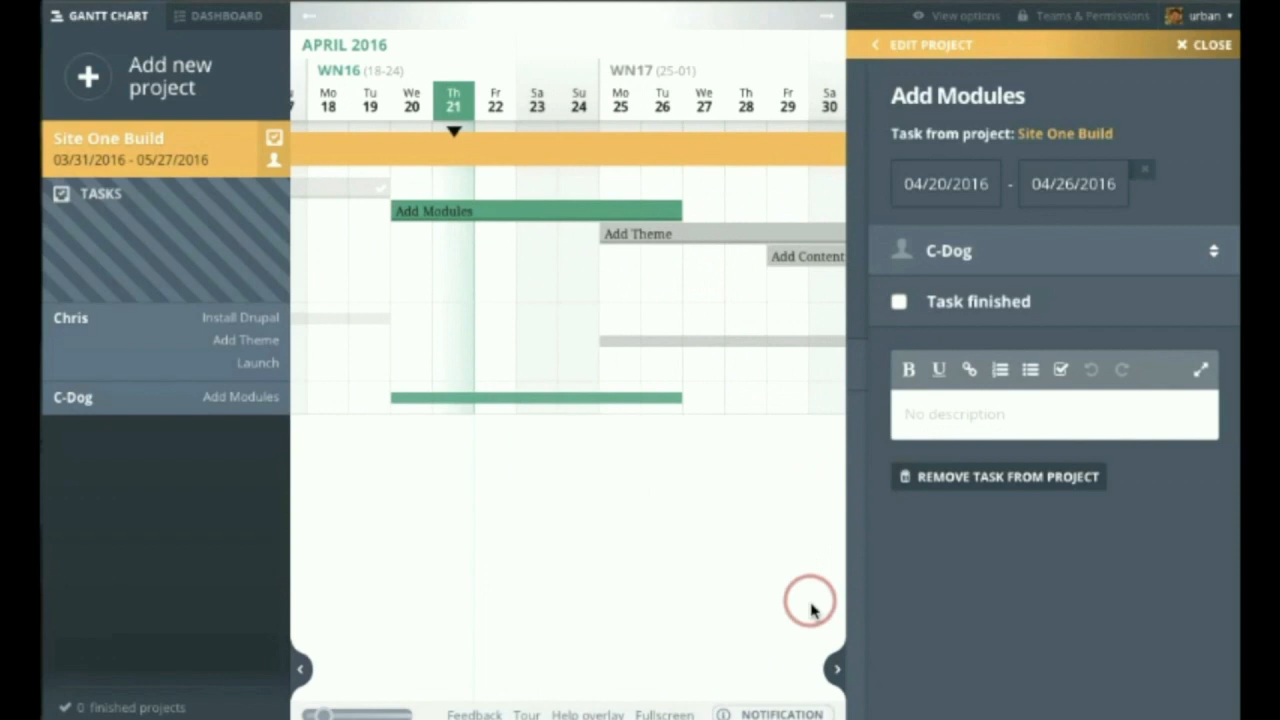 GANTT CHART
DASHBOARD
View options
Teams & Permissions
urban
Add new
project
Site One Build
03/31/2016 - 05/27/2016
TASKS
Chris
Install Drupal
Add Theme
Launch
C-Dog
Add Modules
0 finished projects
APRIL 2016
WN16 (18-24)
WN17 (25-01)
Mo Tu We Th Fr Sa Su Mo Tu We Th Fr Sa
18 19 20 21 22 23 24 25 26 27 28 29 30
Add Modules
Add Theme
Add Content
Feedback Tour Help overlay Fullscreen NOTIFICATION
EDIT PROJECT
CLOSE
Add Modules
Task from project: Site One Build
04/20/2016 - 04/26/2016
C-Dog
Task finished
B U
No description
REMOVE TASK FROM PROJECT